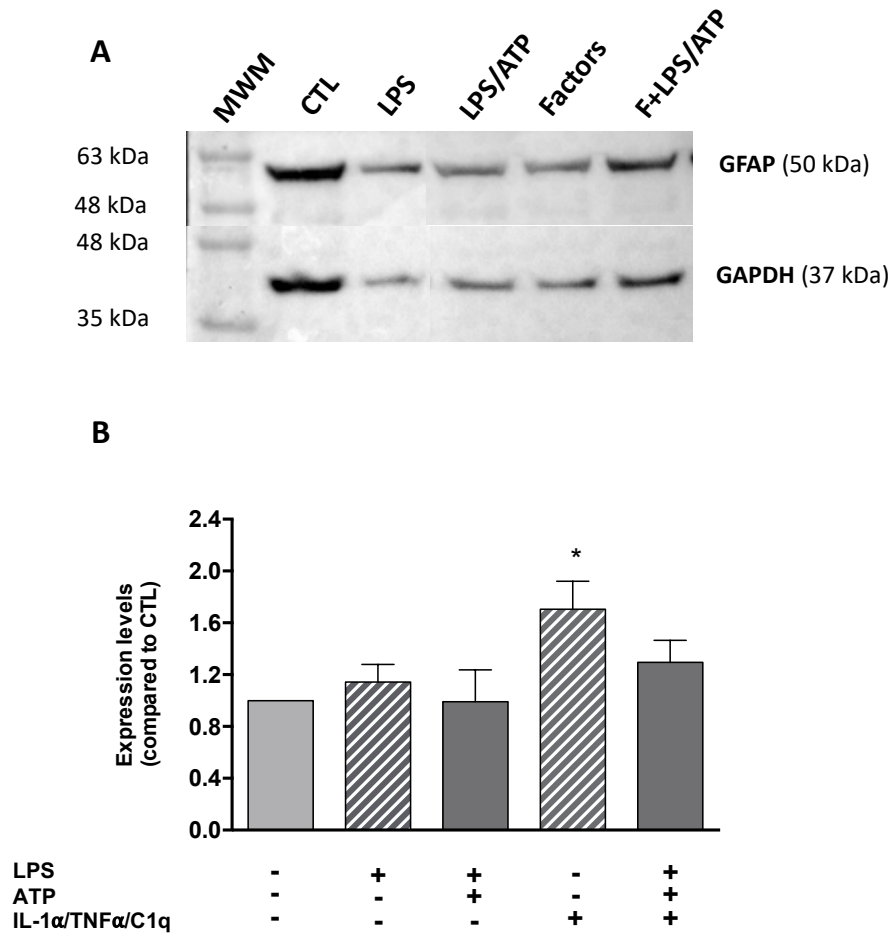 A
MWM CTL LPS LPS/ATP Factors F+LPS/ATP
63 kDa
GFAP (50 kDa)
48 kDa
48 kDa
GAPDH (37 kDa)
35 kDa
B
Expression levels
(compared to CTL)
2.4
2.0
1.6
1.2
0.8
0.4
0.0
*
LPS - + + - +
ATP - - + - +
IL-1α/TNFα/C1q - - - + +